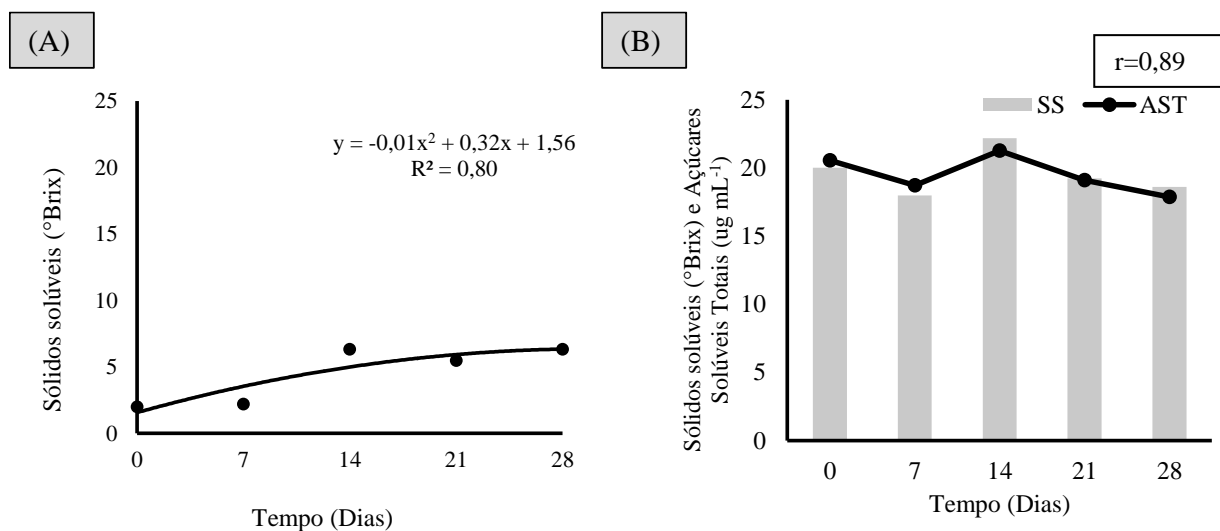 (A)
Sólidos solúveis (°Brix)
25
20
15
10
5
0
y = -0,01x² + 0,32x + 1,56
R² = 0,80
0 7 14 21 28
Tempo (Dias)
(B)
r=0,89
SS AST
Sólidos solúveis (°Brix) e Açúcares
Solúveis Totais (ug mL⁻¹)
25
20
15
10
5
0
0 7 14 21 28
Tempo (Dias)